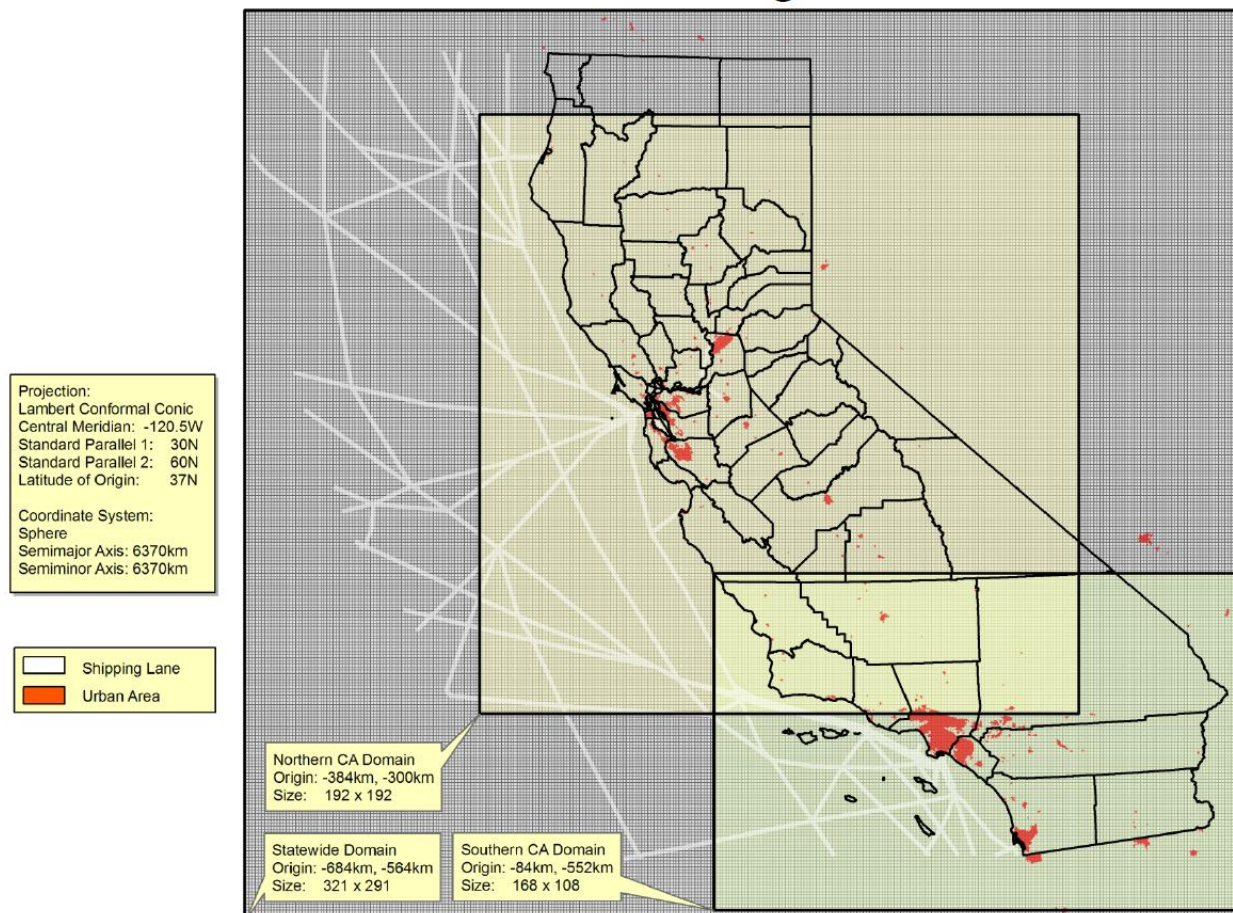 Projection:
Lambert Conformal Conic
Central Meridian: -120.5W
Standard Parallel 1: 30N
Standard Parallel 2: 60N
Latitude of Origin: 37N
Coordinate System:
Sphere
Semimajor Axis: 6370km
Semiminor Axis: 6370km
Shipping Lane
Urban Area
Northern CA Domain
Origin: -384km, -300km
Size: 192 x 192
Statewide Domain
Origin: -684km, -564km
Size: 321 x 291
Southern CA Domain
Origin: -84km, -552km
Size: 168 x 108